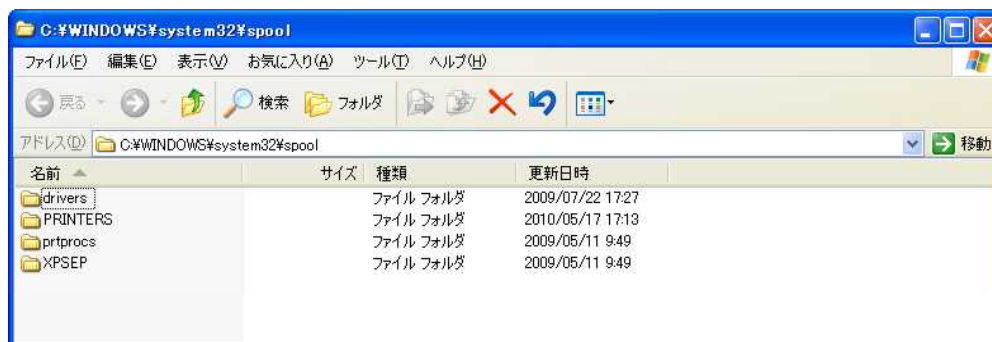 C:¥WINDOWS¥system32¥spool
ファイル(F) 編集(E) 表示(V) お気に入り(A) ツール(T) ヘルプ(H)
戻る 検索 フォルダ
アドレス(D) C:¥WINDOWS¥system32¥spool 移動
名前 サイズ 種類 更新日時
drivers ファイル フォルダ 2009/07/22 17:27
PRINTERS ファイル フォルダ 2010/05/17 17:13
prtprocs ファイル フォルダ 2009/05/11 9:49
XPSEP ファイル フォルダ 2009/05/11 9:49